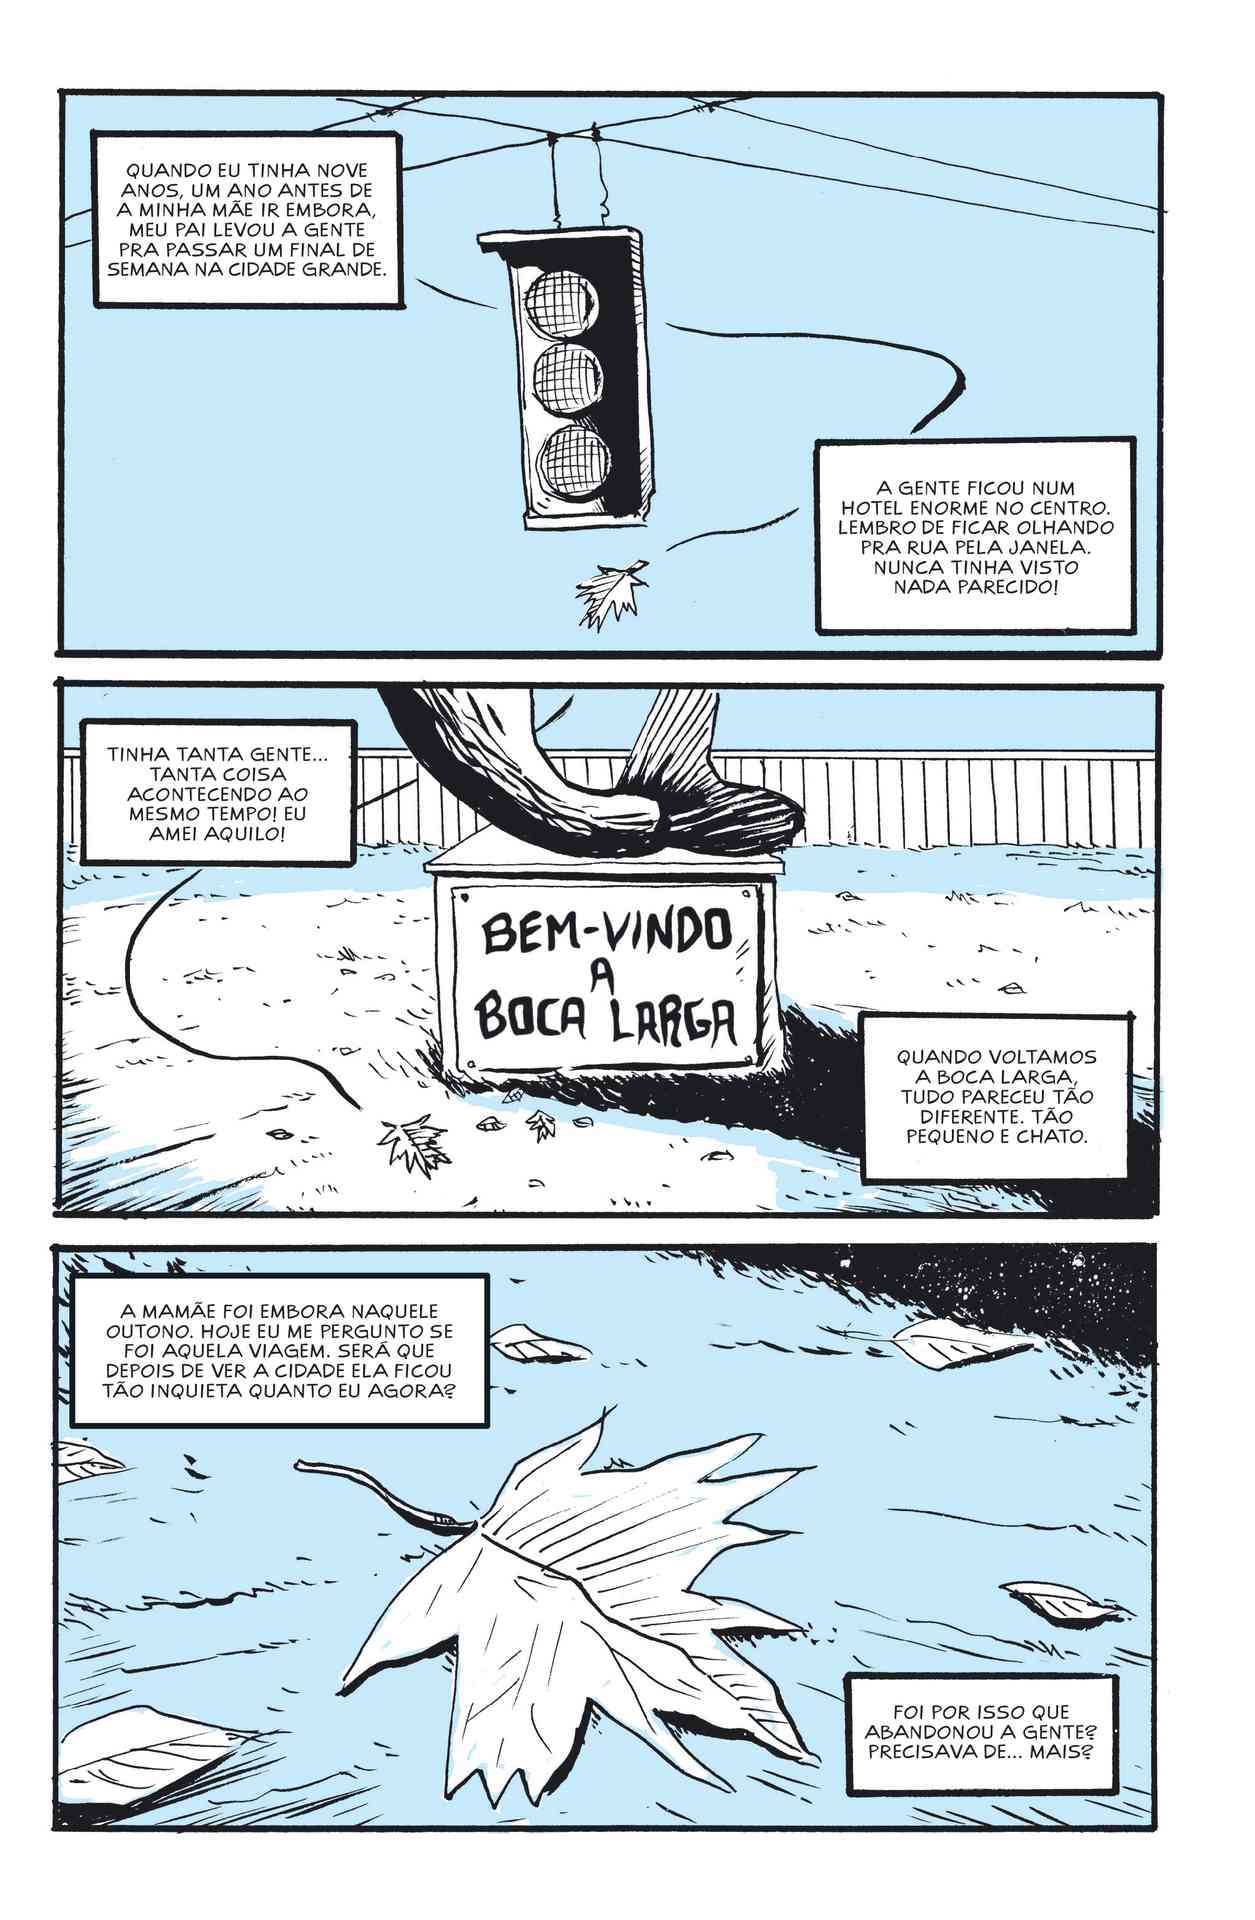 QUANDO EU TINHA NOVE
ANOS, UM ANO ANTES DE
A MINHA MÃE IR EMBORA,
MEU PAI LEVOU A GENTE
PRA PASSAR UM FINAL DE
SEMANA NA CIDADE GRANDE.
A GENTE FICOU NUM
HOTEL ENORME NO CENTRO.
LEMBRO DE FICAR OLHANDO
PRA RUA PELA JANELA.
NUNCA TINHA VISTO
NADA PARECIDO!
TINHA TANTA GENTE...
TANTA COISA
ACONTECENDO AO
MESMO TEMPO! EU
AMEI AQUILO!
BEM-VINDO
A
BOCA LARGA
QUANDO VOLTAMOS
A BOCA LARGA,
TUDO PARECEU TÃO
DIFERENTE. TÃO
PEQUENO E CHATO.
A MAMÃE FOI EMBORA NAQUELE
OUTONO. HOJE EU ME PERGUNTO SE
FOI AQUELA VIAGEM. SERÁ QUE
DEPOIS DE VER A CIDADE ELA FICOU
TÃO INQUIETA QUANTO EU AGORA?
FOI POR ISSO QUE
ABANDONOU A GENTE?
PRECISAVA DE... MAIS?